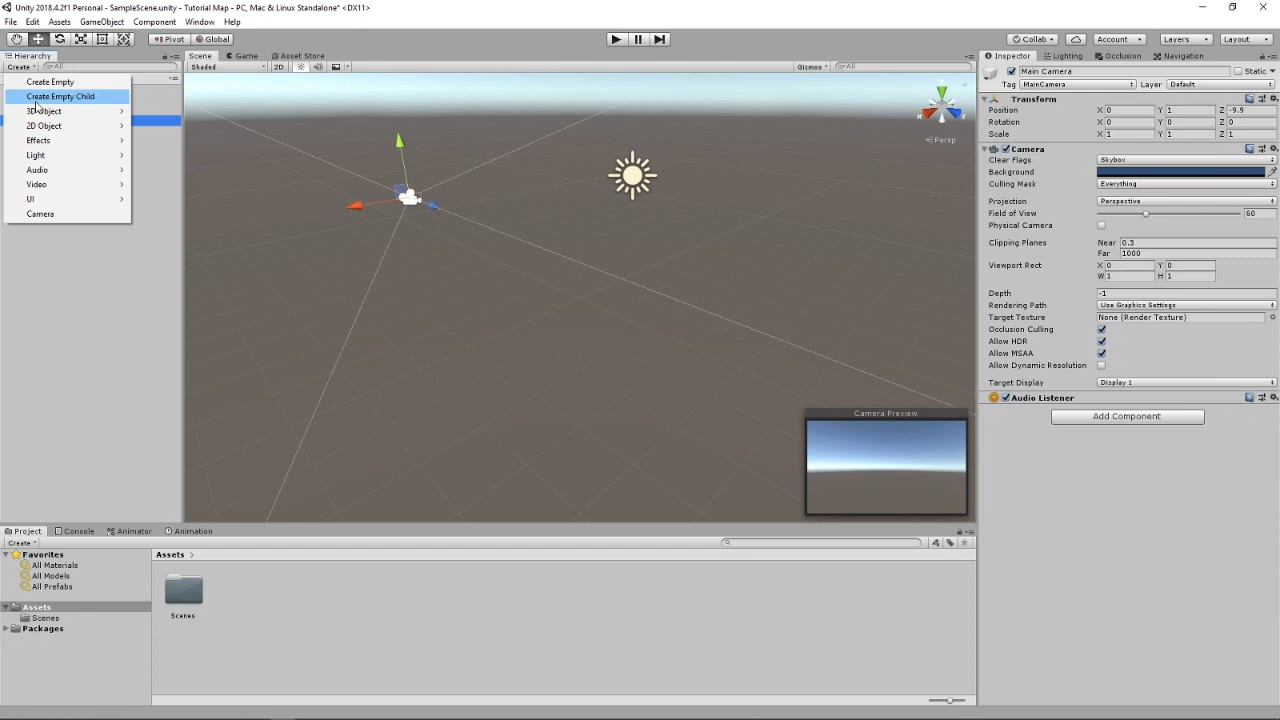 Unity 2018.4.2f1 Personal - SampleScene.unity - Tutorial Map - PC, Mac & Linux Standalone* <DX11>
File Edit Assets GameObject Component Window Help
Pivot Global
Collab Account Layers Layout
Hierarchy
Create All
Create Empty
Create Empty Child
3D Object
2D Object
Effects
Light
Audio
Video
UI
Camera
Scene Game Asset Store
Shaded 2D Gizmos All
Persp
Camera Preview
Inspector Lighting Occlusion Navigation
Main Camera Static
Tag MainCamera Layer Default
Transform
Position X 0 Y 1 Z -9.9
Rotation X 0 Y 0 Z 0
Scale X 1 Y 1 Z 1
Camera
Clear Flags Skybox
Background
Culling Mask Everything
Projection Perspective
Field of View 60
Physical Camera
Clipping Planes Near 0.3
Far 1000
Viewport Rect X 0 Y 0
W 1 H 1
Depth -1
Rendering Path Use Graphics Settings
Target Texture None (Render Texture)
Occlusion Culling
Allow HDR
Allow MSAA
Allow Dynamic Resolution
Target Display Display 1
Audio Listener
Add Component
Project Console Animator Animation
Create
Favorites
All Materials
All Models
All Prefabs
Assets
Scenes
Packages
Assets
Scenes